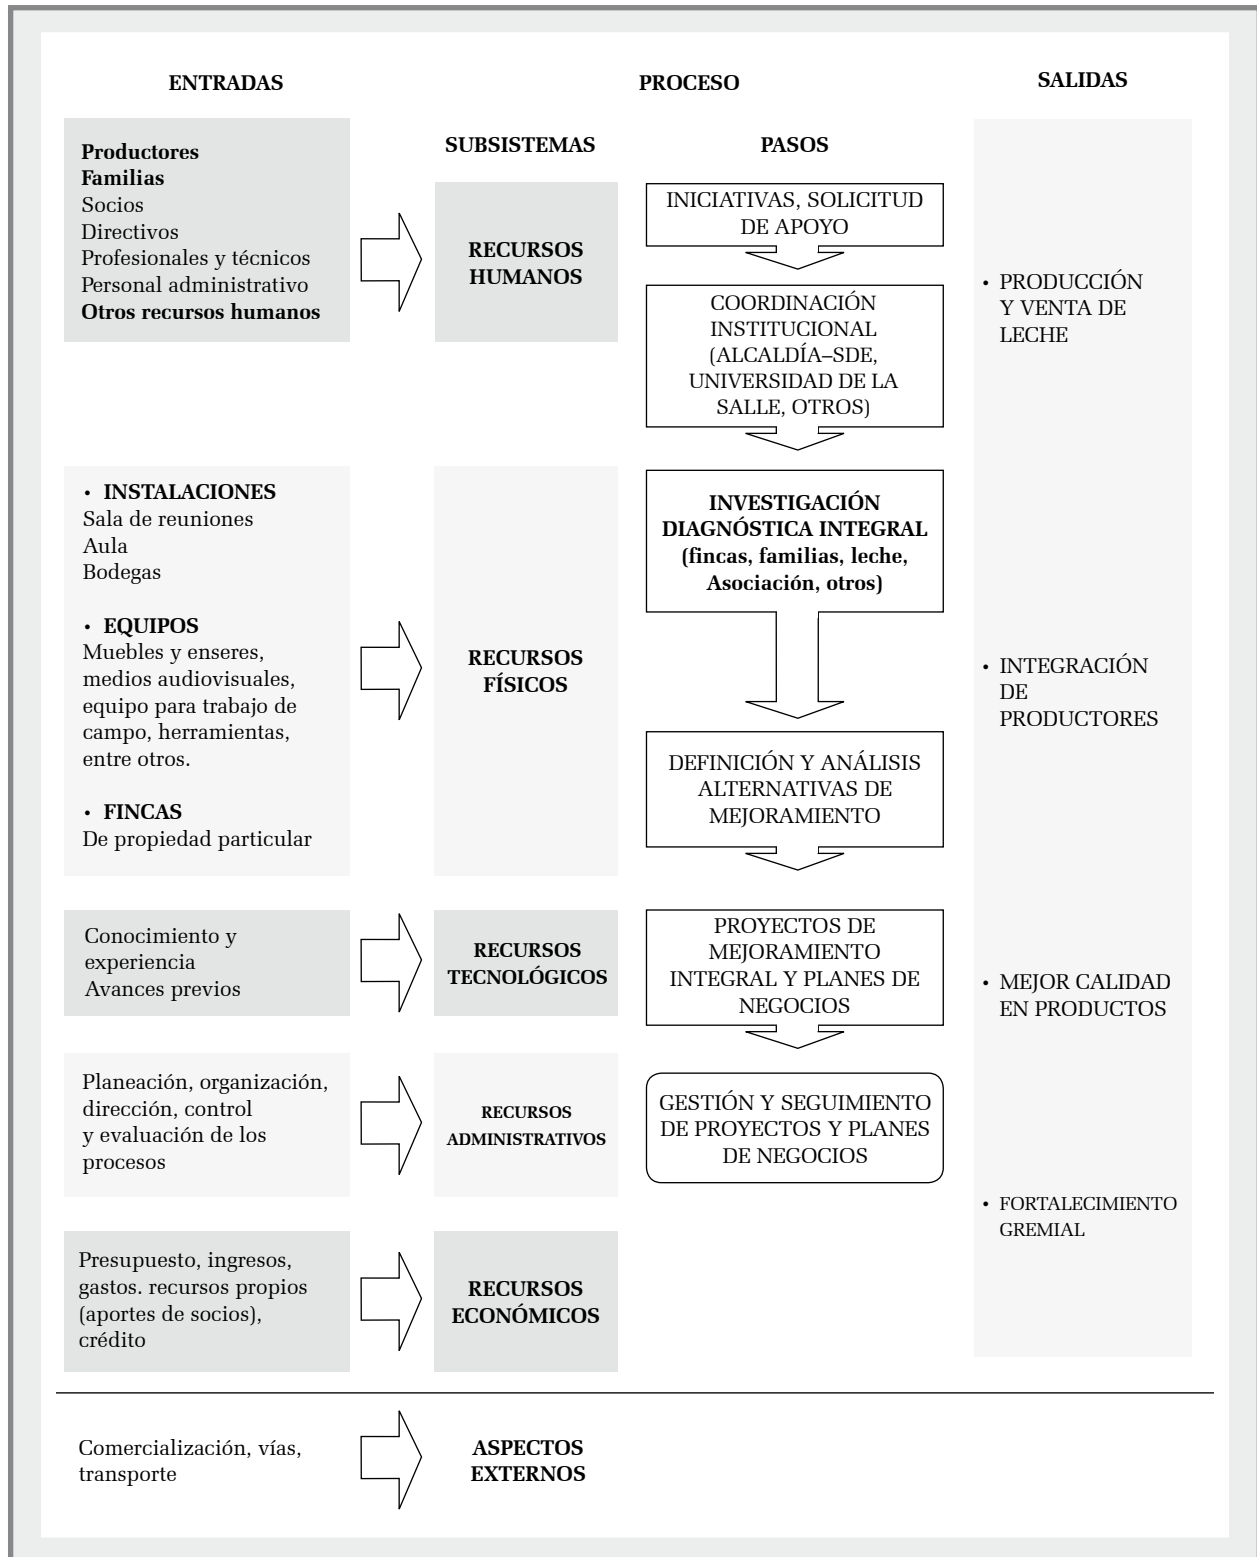 ENTRADAS
PROCESO
SALIDAS
SUBSISTEMAS
PASOS
Productores
Familias
Socios
Directivos
Profesionales y técnicos
Personal administrativo
Otros recursos humanos
RECURSOS
HUMANOS
INICIATIVAS, SOLICITUD
DE APOYO
COORDINACIÓN
INSTITUCIONAL
(ALCALDÍA–SDE,
UNIVERSIDAD DE LA
SALLE, OTROS)
• PRODUCCIÓN
Y VENTA DE
LECHE
• INSTALACIONES
Sala de reuniones
Aula
Bodegas
• EQUIPOS
Muebles y enseres,
medios audiovisuales,
equipo para trabajo de
campo, herramientas,
entre otros.
• FINCAS
De propiedad particular
RECURSOS
FÍSICOS
INVESTIGACIÓN
DIAGNÓSTICA INTEGRAL
(fincas, familias, leche,
Asociación, otros)
DEFINICIÓN Y ANÁLISIS
ALTERNATIVAS DE
MEJORAMIENTO
• INTEGRACIÓN
DE
PRODUCTORES
Conocimiento y
experiencia
Avances previos
RECURSOS
TECNOLÓGICOS
PROYECTOS DE
MEJORAMIENTO
INTEGRAL Y PLANES DE
NEGOCIOS
• MEJOR CALIDAD
EN PRODUCTOS
Planeación, organización,
dirección, control
y evaluación de los
procesos
RECURSOS
ADMINISTRATIVOS
GESTIÓN Y SEGUIMIENTO
DE PROYECTOS Y PLANES
DE NEGOCIOS
• FORTALECIMIENTO
GREMIAL
Presupuesto, ingresos,
gastos. recursos propios
(aportes de socios),
crédito
RECURSOS
ECONÓMICOS
Comercialización, vías,
transporte
ASPECTOS
EXTERNOS